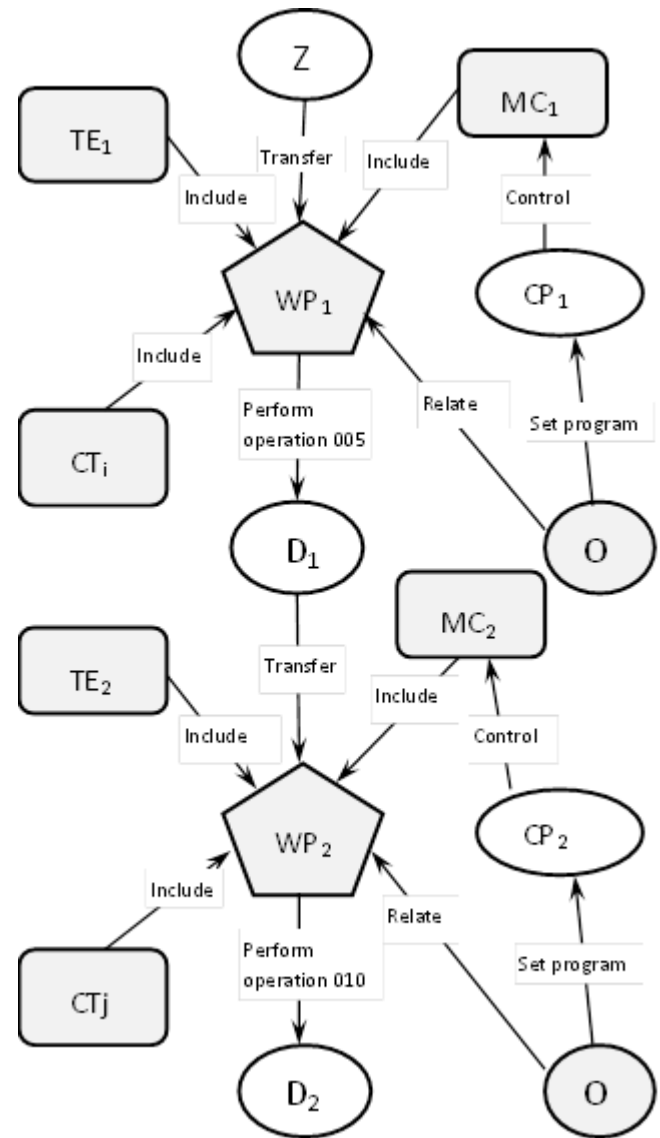 Z
MC₁
TE₁
Transfer
Include
Include
Control
WP₁
CP₁
Include
Perform
operation 005
Relate
Set program
CTᵢ
D₁
O
MC₂
TE₂
Transfer
Include
Include
Control
WP₂
CP₂
Include
Relate
Perform
operation 010
Set program
CTj
D₂
O